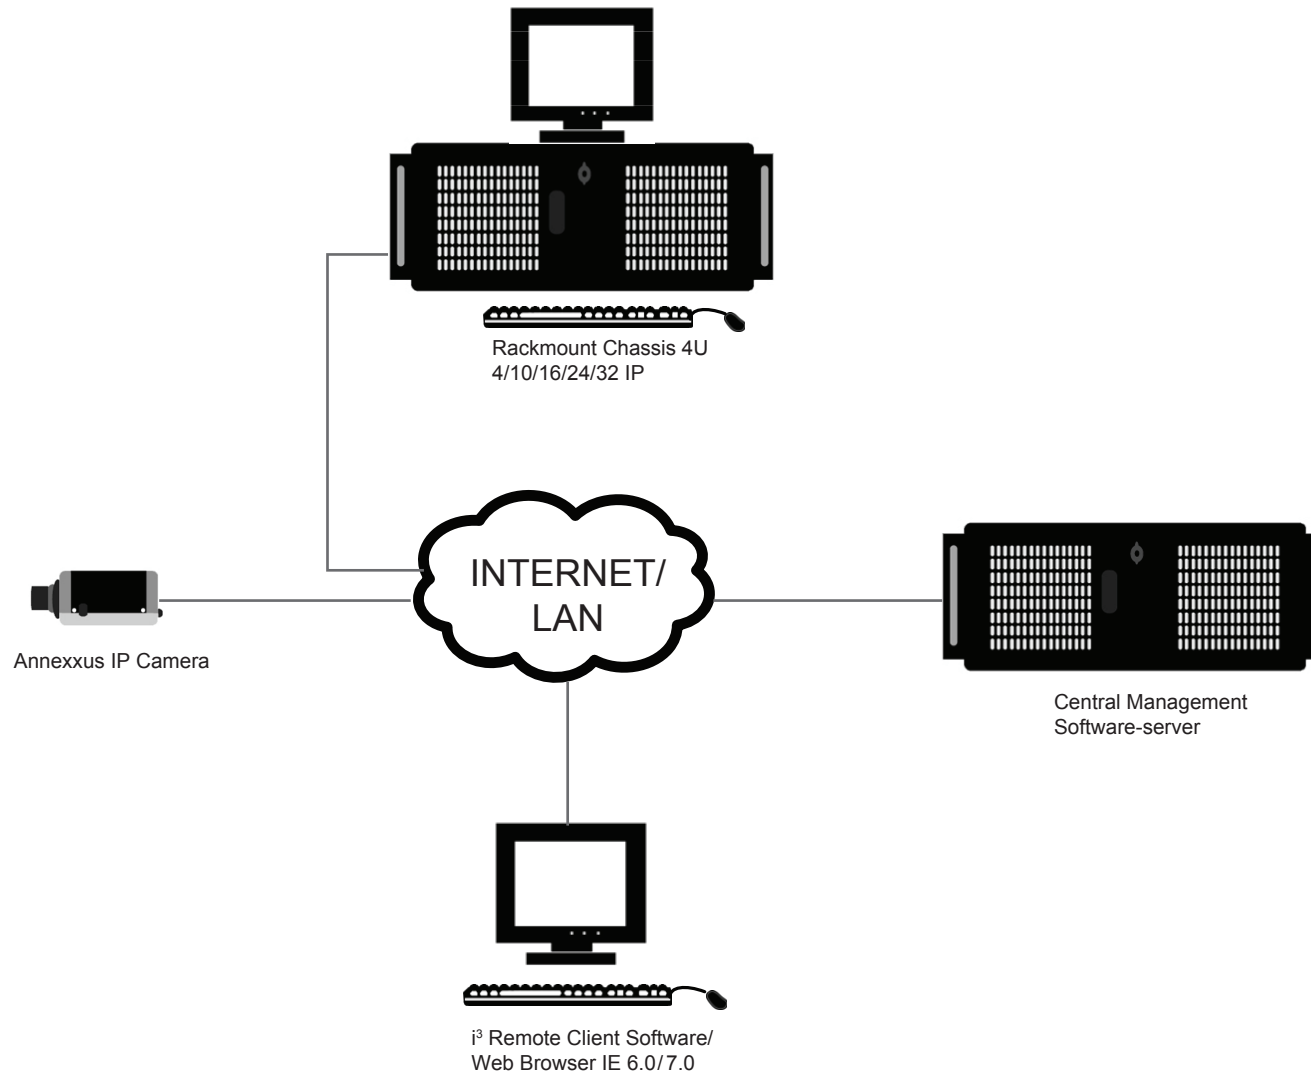 Rackmount Chassis 4U
4/10/16/24/32 IP
INTERNET/
LAN
Annexxus IP Camera
Central Management
Software-server
i³ Remote Client Software/
Web Browser IE 6.0/7.0